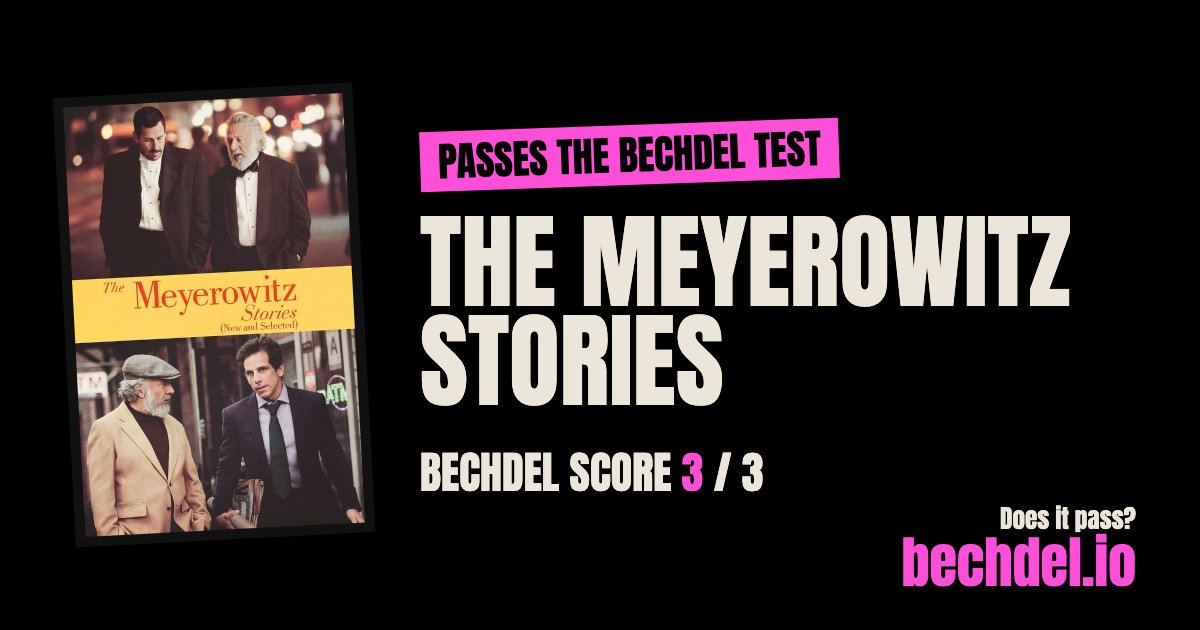 The
Meyerowitz
Stories
(New and Selected)
ATM
PASSES THE BECHDEL TEST
THE MEYEROWITZ
STORIES
BECHDEL SCORE 3 / 3
Does it pass?
bechdel.io